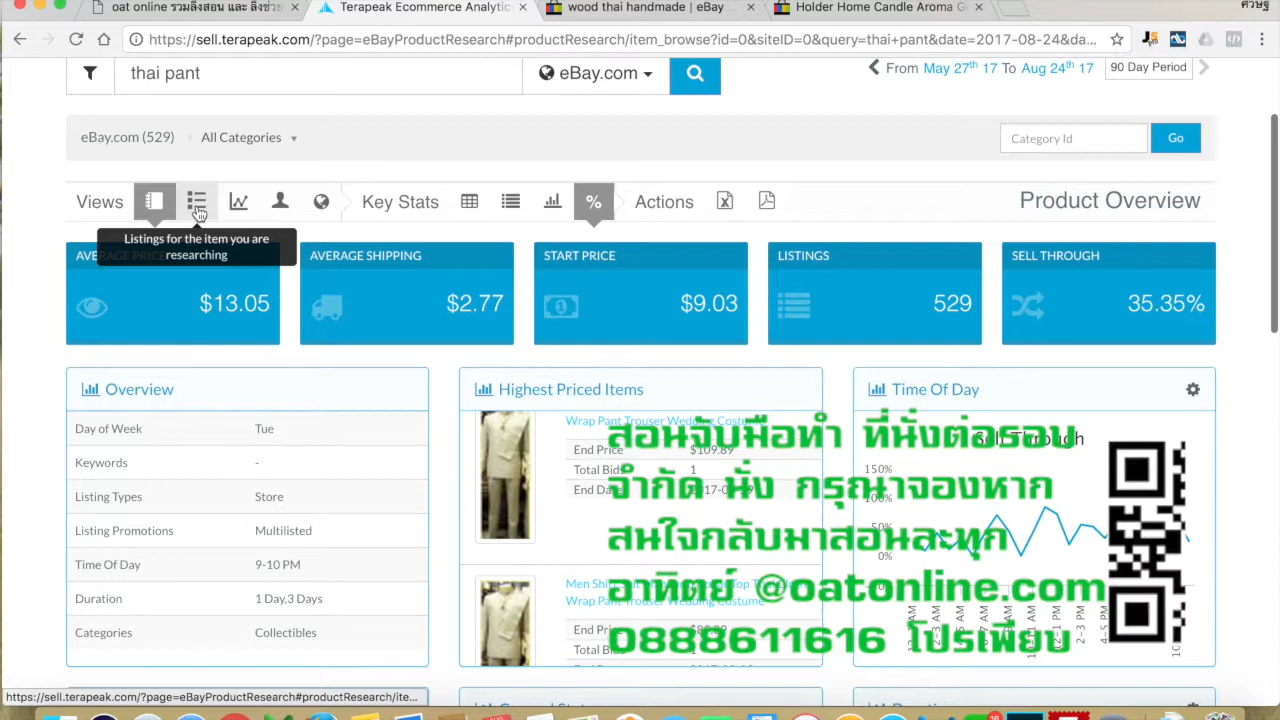 oat online รวมลิ้งสอน และ ลิ้งช่วย
Terapeak Ecommerce Analytics
wood thai handmade | eBay
Holder Home Candle Aroma G
ศวษฐ
https://sell.terapeak.com/?page=eBayProductResearch#productResearch/item_browse?id=0&siteID=0&query=thai+pant&date=2017-08-24&da...
thai pant
eBay.com
From May 27th 17 To Aug 24th 17
90 Day Period
eBay.com (529)
All Categories
Category Id
Go
Views
Key Stats
%
Actions
Product Overview
Listings for the item you are
researching
AVERAGE SHIPPING
START PRICE
LISTINGS
SELL THROUGH
$13.05
$2.77
$9.03
529
35.35%
Overview
Highest Priced Items
Time Of Day
Day of Week Tue
Keywords -
Listing Types Store
Listing Promotions Multilisted
Time Of Day 9-10 PM
Duration 1 Day,3 Days
Categories Collectibles
Wrap Pant Trouser Wedding Costume
End Price $109.89
Total Bids 1
End Date
Wrap Pant Trouser Wedding Costume
Total Bids 1
Sell Through
150%
100%
50%
0%
สอนจับมือทำ ที่นั่งต่อรอบ
จำกัด นั่ง กรุณาจองหาก
สนใจกลับมาสอนละทุก
อาทิตย์ @oatonline.com
0888611616 โปรเพียบ
https://sell.terapeak.com/?page=eBayProductResearch#productResearch/ite...